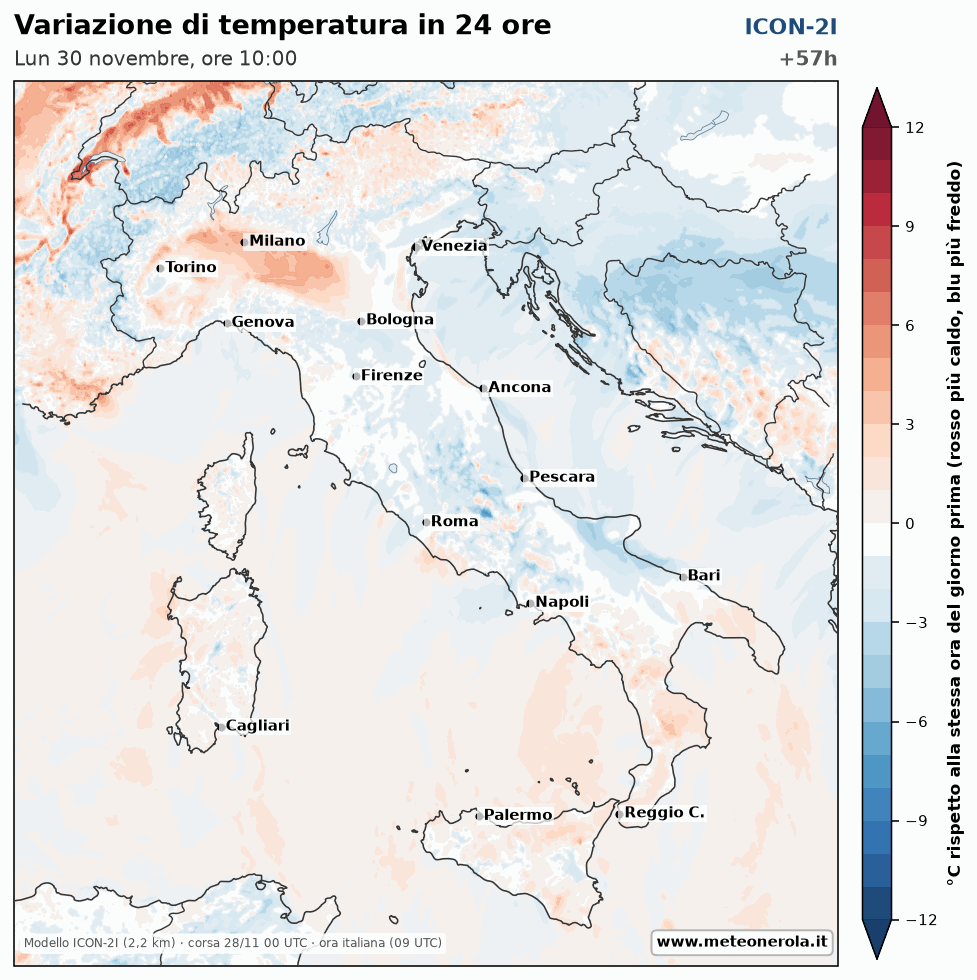 Variazione di temperatura in 24 ore
ICON-2I
Lun 30 novembre, ore 10:00
+57h
Milano
Torino
Venezia
Genova
Bologna
Firenze
Ancona
Pescara
Roma
Bari
Napoli
Cagliari
Palermo
Reggio C.
12
9
6
3
0
−3
−6
−9
−12
°C rispetto alla stessa ora del giorno prima (rosso più caldo, blu più freddo)
Modello ICON-2I (2,2 km) · corsa 28/11 00 UTC · ora italiana (09 UTC)
www.meteonerola.it